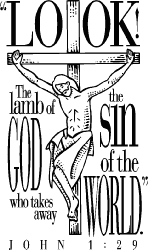 “LOOK!
The
lamb of
GOD
who takes
away
the
sin
of the
WORLD.”
JOHN 1:29